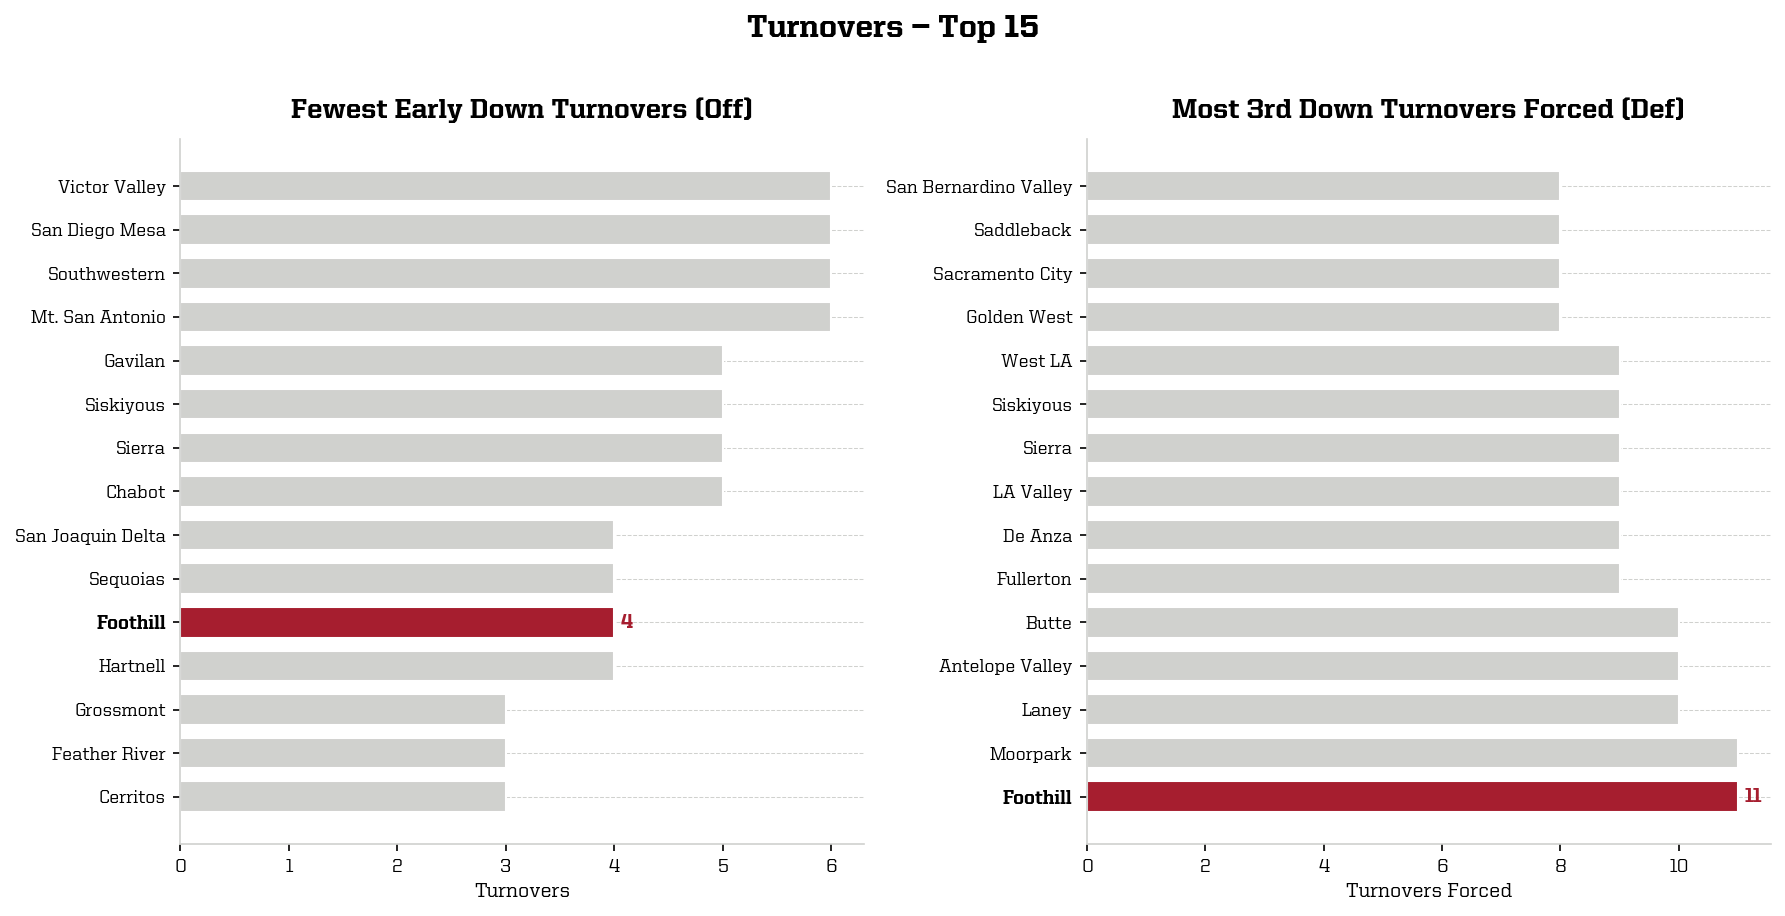 Turnovers – Top 15
Fewest Early Down Turnovers (Off)
Victor Valley
San Diego Mesa
Southwestern
Mt. San Antonio
Gavilan
Siskiyous
Sierra
Chabot
San Joaquin Delta
Sequoias
Foothill 4
Hartnell
Grossmont
Feather River
Cerritos
0 1 2 3 4 5 6
Turnovers
Most 3rd Down Turnovers Forced (Def)
San Bernardino Valley
Saddleback
Sacramento City
Golden West
West LA
Siskiyous
Sierra
LA Valley
De Anza
Fullerton
Butte
Antelope Valley
Laney
Moorpark
Foothill 11
0 2 4 6 8 10
Turnovers Forced